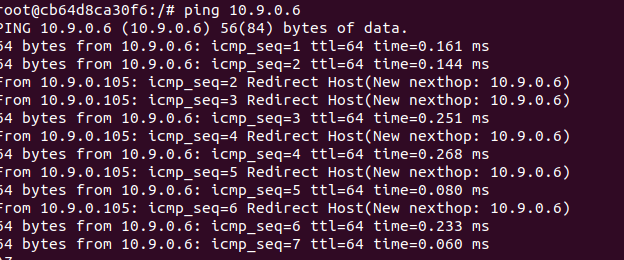 root@cb64d8ca30f6:/# ping 10.9.0.6
PING 10.9.0.6 (10.9.0.6) 56(84) bytes of data.
64 bytes from 10.9.0.6: icmp_seq=1 ttl=64 time=0.161 ms
64 bytes from 10.9.0.6: icmp_seq=2 ttl=64 time=0.144 ms
From 10.9.0.105: icmp_seq=2 Redirect Host(New nexthop: 10.9.0.6)
From 10.9.0.105: icmp_seq=3 Redirect Host(New nexthop: 10.9.0.6)
64 bytes from 10.9.0.6: icmp_seq=3 ttl=64 time=0.251 ms
From 10.9.0.105: icmp_seq=4 Redirect Host(New nexthop: 10.9.0.6)
64 bytes from 10.9.0.6: icmp_seq=4 ttl=64 time=0.268 ms
From 10.9.0.105: icmp_seq=5 Redirect Host(New nexthop: 10.9.0.6)
64 bytes from 10.9.0.6: icmp_seq=5 ttl=64 time=0.080 ms
From 10.9.0.105: icmp_seq=6 Redirect Host(New nexthop: 10.9.0.6)
64 bytes from 10.9.0.6: icmp_seq=6 ttl=64 time=0.233 ms
64 bytes from 10.9.0.6: icmp_seq=7 ttl=64 time=0.060 ms